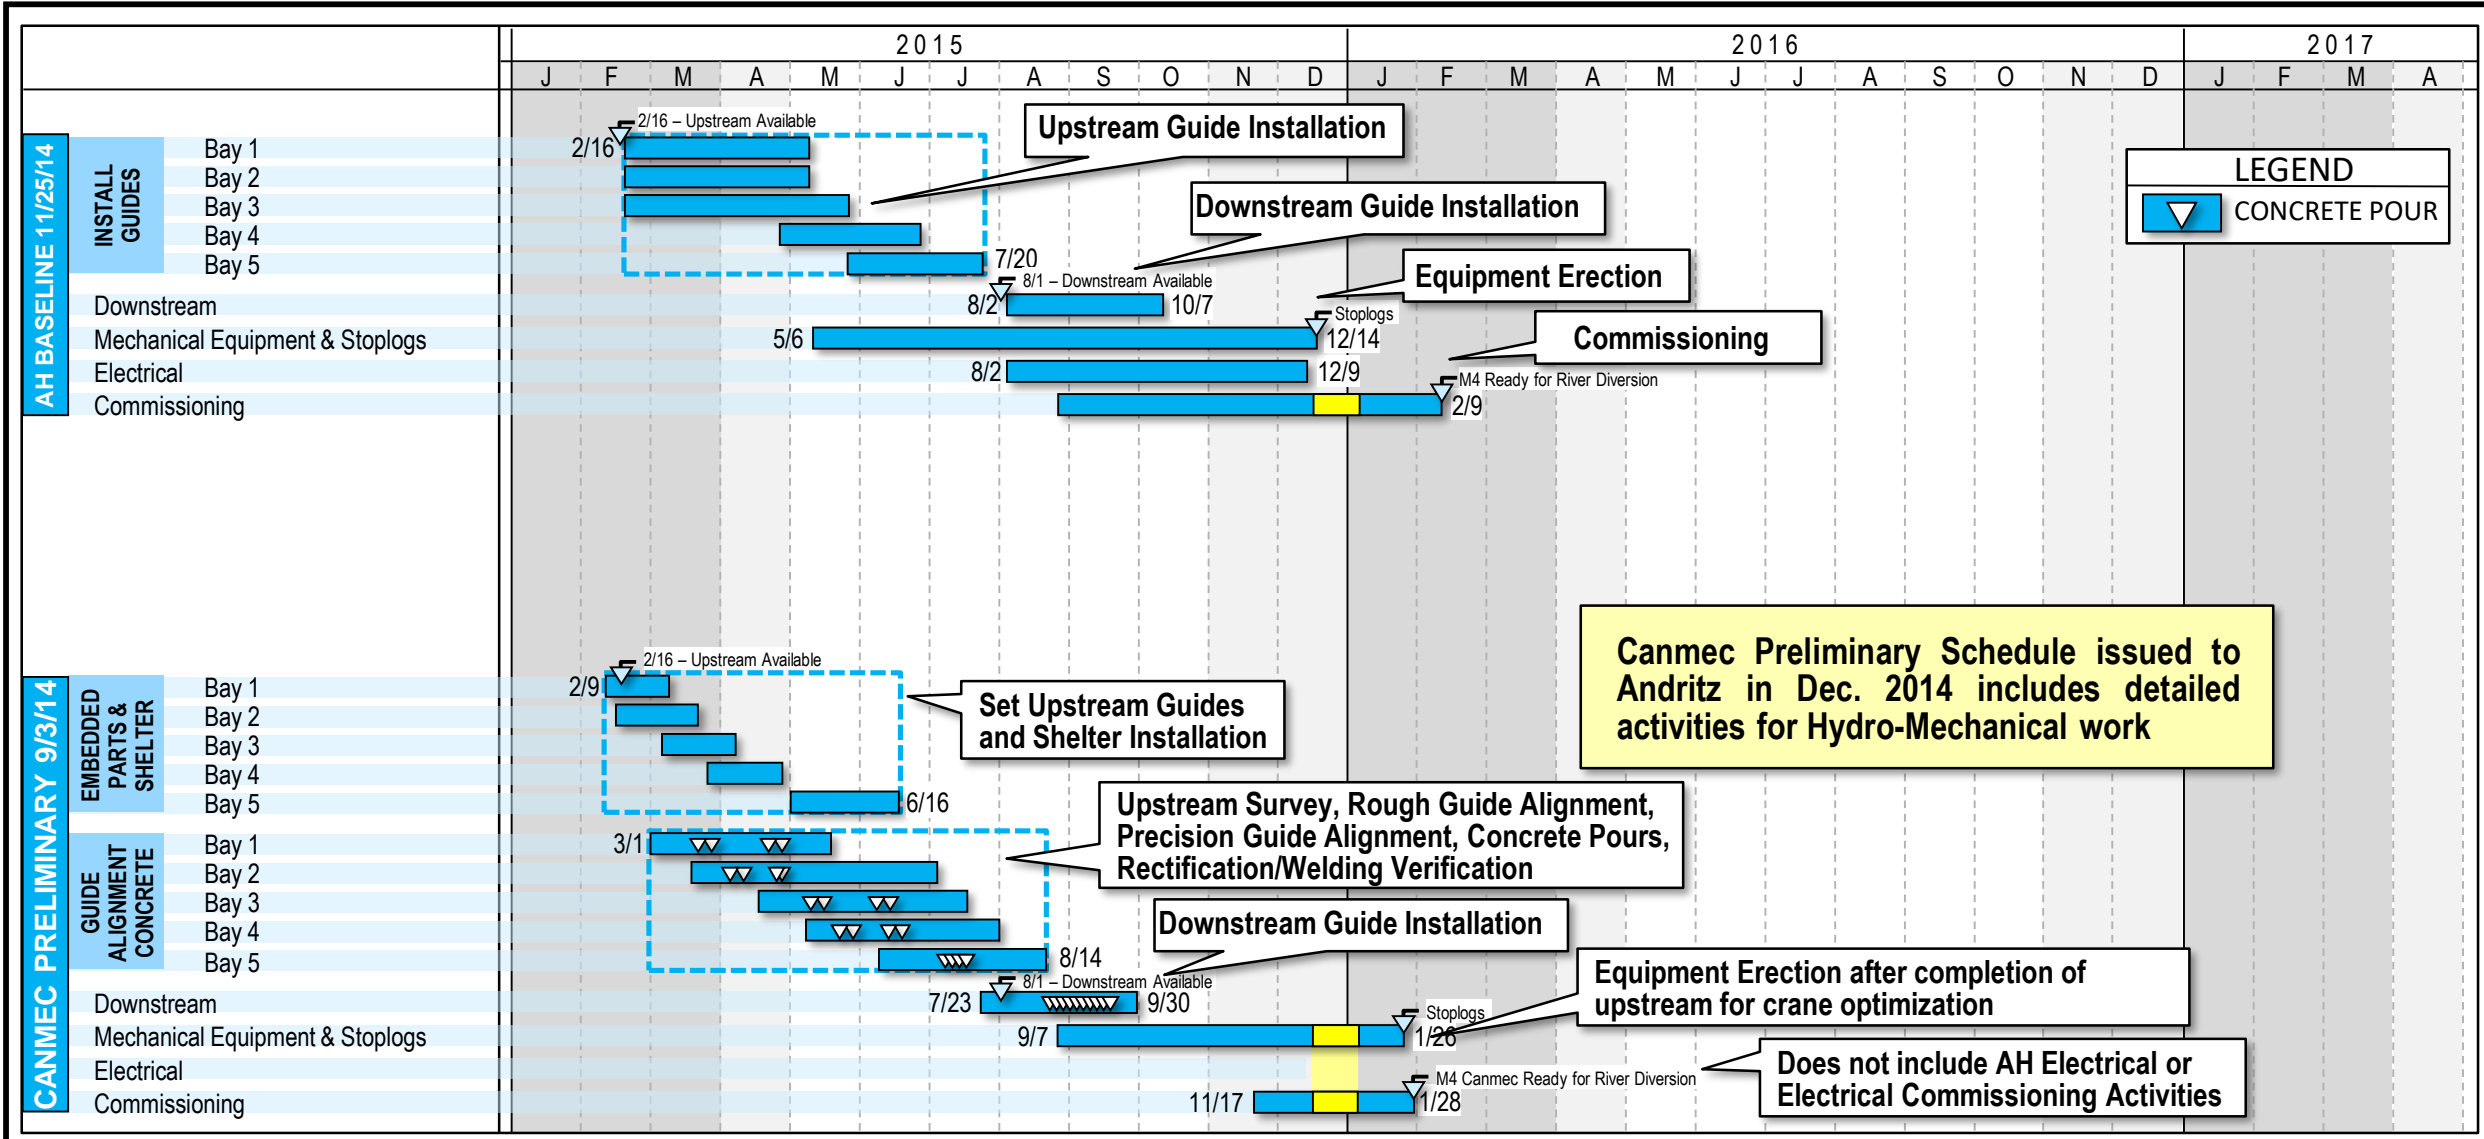 2015
2016
2017
J F M A M J J A S O N D J F M A M J J A S O N D J F M A
AH BASELINE 11/25/14
INSTALL
GUIDES
2/16 – Upstream Available
Upstream Guide Installation
Bay 1
2/16
Bay 2
Bay 3
Bay 4
Bay 5
7/20
LEGEND
CONCRETE POUR
Downstream Guide Installation
8/1 – Downstream Available
Downstream
8/2
10/7
Equipment Erection
Stoplogs
Mechanical Equipment & Stoplogs
5/6
12/14
Commissioning
Electrical
8/2
12/9
M4 Ready for River Diversion
Commissioning
2/9
Canmec Preliminary Schedule issued to
Andritz in Dec. 2014 includes detailed
activities for Hydro-Mechanical work
CANMEC PRELIMINARY 9/3/14
EMBEDDED
PARTS &
SHELTER
2/16 – Upstream Available
Bay 1
2/9
Bay 2
Bay 3
Bay 4
Bay 5
6/16
Set Upstream Guides
and Shelter Installation
GUIDE
ALIGNMENT
CONCRETE
Bay 1
3/1
Bay 2
Bay 3
Bay 4
Bay 5
8/14
Upstream Survey, Rough Guide Alignment,
Precision Guide Alignment, Concrete Pours,
Rectification/Welding Verification
Downstream Guide Installation
8/1 – Downstream Available
Downstream
7/23
9/30
Equipment Erection after completion of
upstream for crane optimization
Stoplogs
Mechanical Equipment & Stoplogs
9/7
1/26
Electrical
Does not include AH Electrical or
Electrical Commissioning Activities
M4 Canmec Ready for River Diversion
Commissioning
11/17
1/28